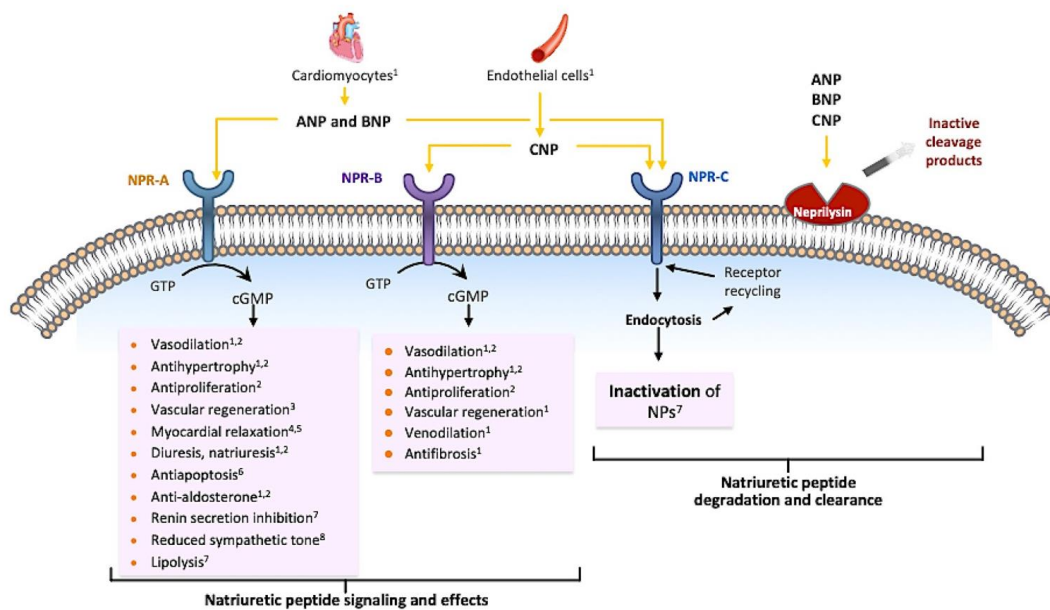 Cardiomyocytes¹
Endothelial cells¹
ANP and BNP
CNP
ANP
BNP
CNP
Inactive
cleavage
products
NPR-A
NPR-B
NPR-C
Neprilysin
GTP
cGMP
GTP
cGMP
Receptor
recycling
Endocytosis
• Vasodilation¹,²
• Antihypertrophy¹,²
• Antiproliferation²
• Vascular regeneration³
• Myocardial relaxation⁴,⁵
• Diuresis, natriuresis¹,²
• Antiapoptosis⁶
• Anti-aldosterone¹,²
• Renin secretion inhibition⁷
• Reduced sympathetic tone⁸
• Lipolysis⁷
• Vasodilation¹,²
• Antihypertrophy¹,²
• Antiproliferation²
• Vascular regeneration¹
• Venodilation¹
• Antifibrosis¹
Inactivation of
NPs⁷
Natriuretic peptide
degradation and clearance
Natriuretic peptide signaling and effects